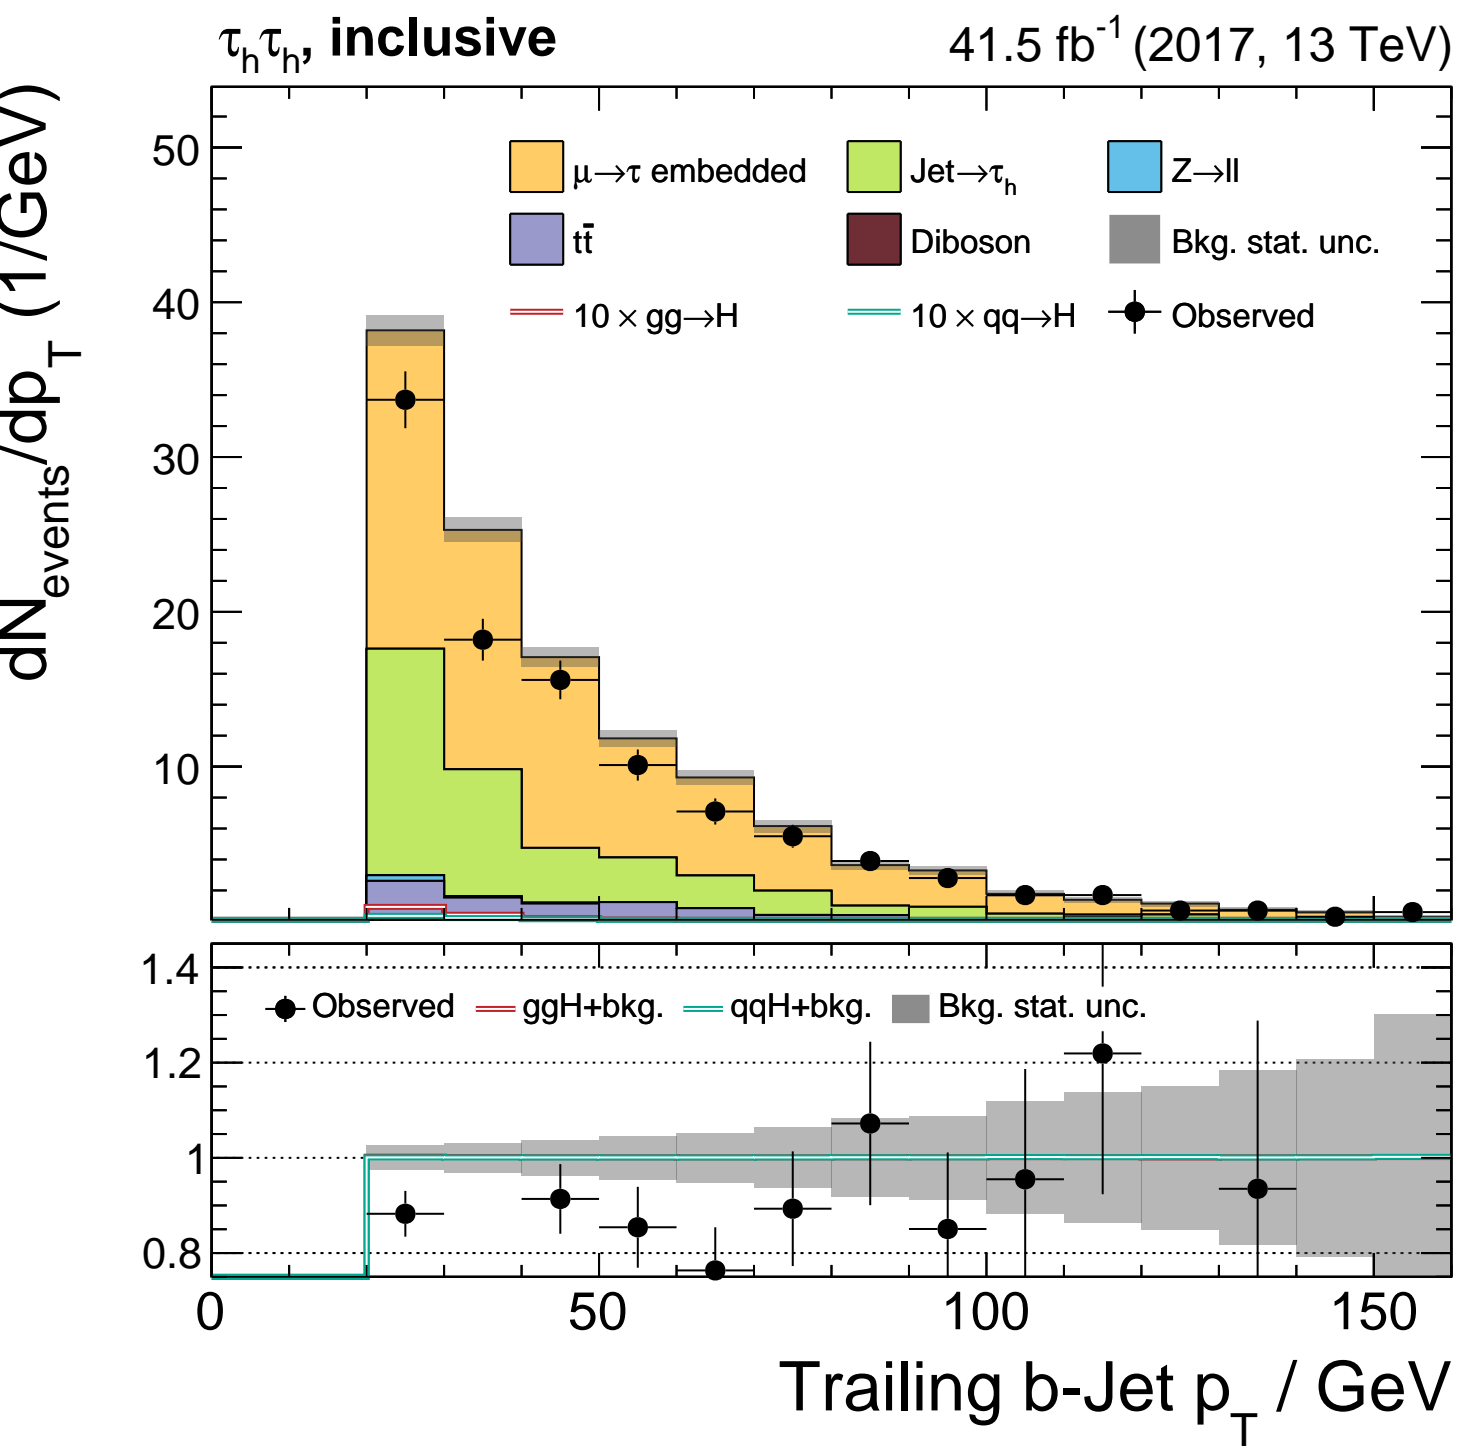 τhτh, inclusive 41.5 fb-1 (2017, 13 TeV)
dNevents/dpT (1/GeV)
50
40
30
20
10
μ→τ embedded Jet→τh Z→ll
tt̄ Diboson Bkg. stat. unc.
10 × gg→H 10 × qq→H Observed
1.4
1.2
1
0.8
Observed ggH+bkg. qqH+bkg. Bkg. stat. unc.
0 50 100 150
Trailing b-Jet pT / GeV